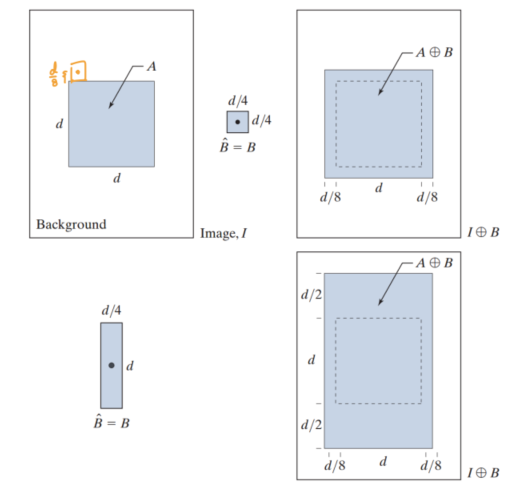 A
d/8
d
d
Background
Image, I
d/4
d/4
B̂ = B
A ⊕ B
d/8
d
d/8
I ⊕ B
d/4
d
B̂ = B
A ⊕ B
d/2
d
d/2
d/8
d
d/8
I ⊕ B